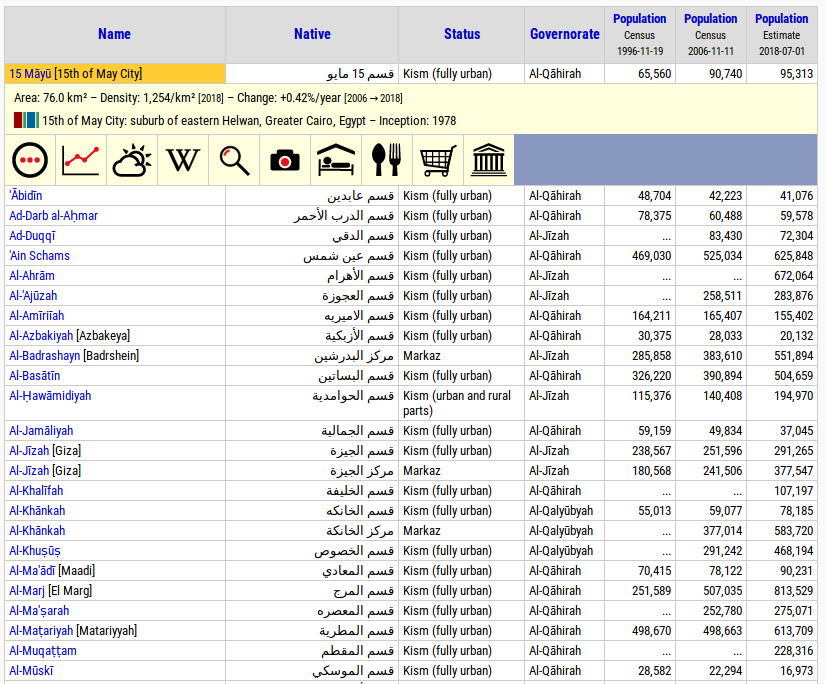 Name Native Status Governorate Population Census 1996-11-19 Population Census 2006-11-11 Population Estimate 2018-07-01
15 Māyū [15th of May City] قسم 15 مايو Kism (fully urban) Al-Qāhirah 65,560 90,740 95,313
Area: 76.0 km² – Density: 1,254/km² [2018] – Change: +0.42%/year [2006 → 2018]
15th of May City: suburb of eastern Helwan, Greater Cairo, Egypt – Inception: 1978
W
'Ābidīn قسم عابدين Kism (fully urban) Al-Qāhirah 48,704 42,223 41,076
Ad-Darb al-Aḥmar قسم الدرب الأحمر Kism (fully urban) Al-Qāhirah 78,375 60,488 59,578
Ad-Duqqī قسم الدقي Kism (fully urban) Al-Jīzah ... 83,430 72,304
'Ain Schams قسم عين شمس Kism (fully urban) Al-Qāhirah 469,030 525,034 625,848
Al-Ahrām قسم الأهرام Kism (fully urban) Al-Jīzah ... ... 672,064
Al-'Ajūzah قسم العجوزة Kism (fully urban) Al-Jīzah ... 258,511 283,876
Al-Amīriīah قسم الاميريه Kism (fully urban) Al-Qāhirah 164,211 165,407 155,402
Al-Azbakiyah [Azbakeya] قسم الأزبكية Kism (fully urban) Al-Qāhirah 30,375 28,033 20,132
Al-Badrashayn [Badrshein] مركز البدرشين Markaz Al-Jīzah 285,858 383,610 551,894
Al-Basātīn قسم البساتين Kism (fully urban) Al-Qāhirah 326,220 390,894 504,659
Al-Ḥawāmidiyah قسم الحوامدية Kism (urban and rural parts) Al-Jīzah 115,376 140,408 194,970
Al-Jamāliyah قسم الجمالية Kism (fully urban) Al-Qāhirah 59,159 49,834 37,045
Al-Jīzah [Giza] قسم الجيزة Kism (fully urban) Al-Jīzah 238,567 251,596 291,265
Al-Jīzah [Giza] مركز الجيزة Markaz Al-Jīzah 180,568 241,506 377,547
Al-Khalīfah قسم الخليفة Kism (fully urban) Al-Qāhirah ... ... 107,197
Al-Khānkah قسم الخانكه Kism (fully urban) Al-Qalyūbyah 55,013 59,077 78,185
Al-Khānkah مركز الخانكة Markaz Al-Qalyūbyah ... 377,014 583,720
Al-Khuṣūṣ قسم الخصوص Kism (fully urban) Al-Qalyūbyah ... 291,242 468,194
Al-Ma'ādī [Maadi] قسم المعادي Kism (fully urban) Al-Qāhirah 70,415 78,122 90,231
Al-Marj [El Marg] قسم المرج Kism (fully urban) Al-Qāhirah 251,589 507,035 813,529
Al-Ma'ṣarah قسم المعصره Kism (fully urban) Al-Qāhirah ... 252,780 275,071
Al-Maṭariyah [Matariyyah] قسم المطرية Kism (fully urban) Al-Qāhirah 498,670 498,663 613,709
Al-Muqaṭṭam قسم المقطم Kism (fully urban) Al-Qāhirah ... ... 228,316
Al-Mūskī قسم الموسكي Kism (fully urban) Al-Qāhirah 28,582 22,294 16,973